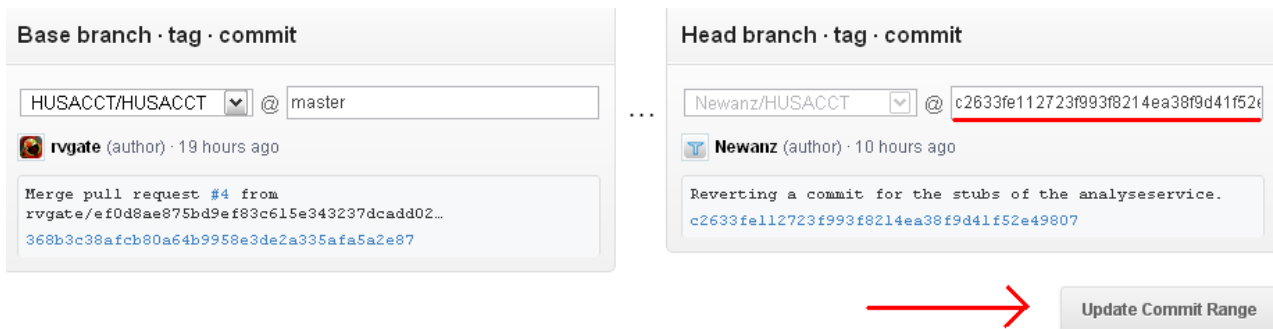 Base branch · tag · commit
HUSACCT/HUSACCT @ master
rvgate (author) · 19 hours ago
Merge pull request #4 from
rvgate/ef0d8ae875bd9ef83c615e343237dcadd02…
368b3c38afcb80a64b9958e3de2a335afa5a2e87
...
Head branch · tag · commit
Newanz/HUSACCT @ c2633fe112723f993f8214ea38f9d41f52e
Newanz (author) · 10 hours ago
Reverting a commit for the stubs of the analyseservice.
c2633fe112723f993f8214ea38f9d41f52e49807
Update Commit Range